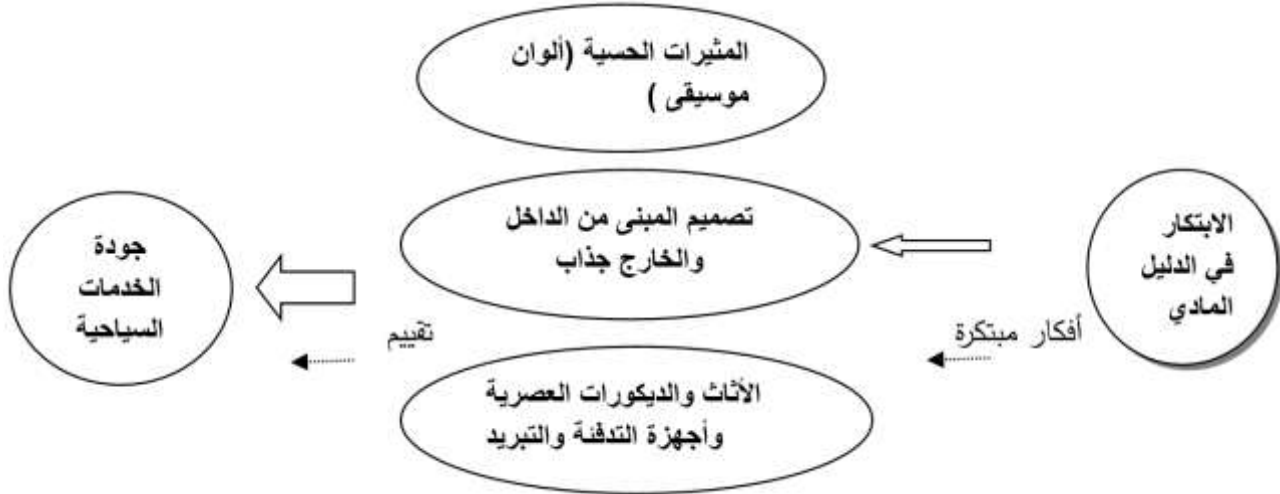 المثيرات الحسية (ألوان
موسيقى )
الابتكار
في الدليل
المادي
تصميم المبنى من الداخل
والخارج جذاب
جودة
الخدمات
السياحية
أفكار مبتكرة
تقييم
الأثاث والديكورات العصرية
وأجهزة التدفئة والتبريد